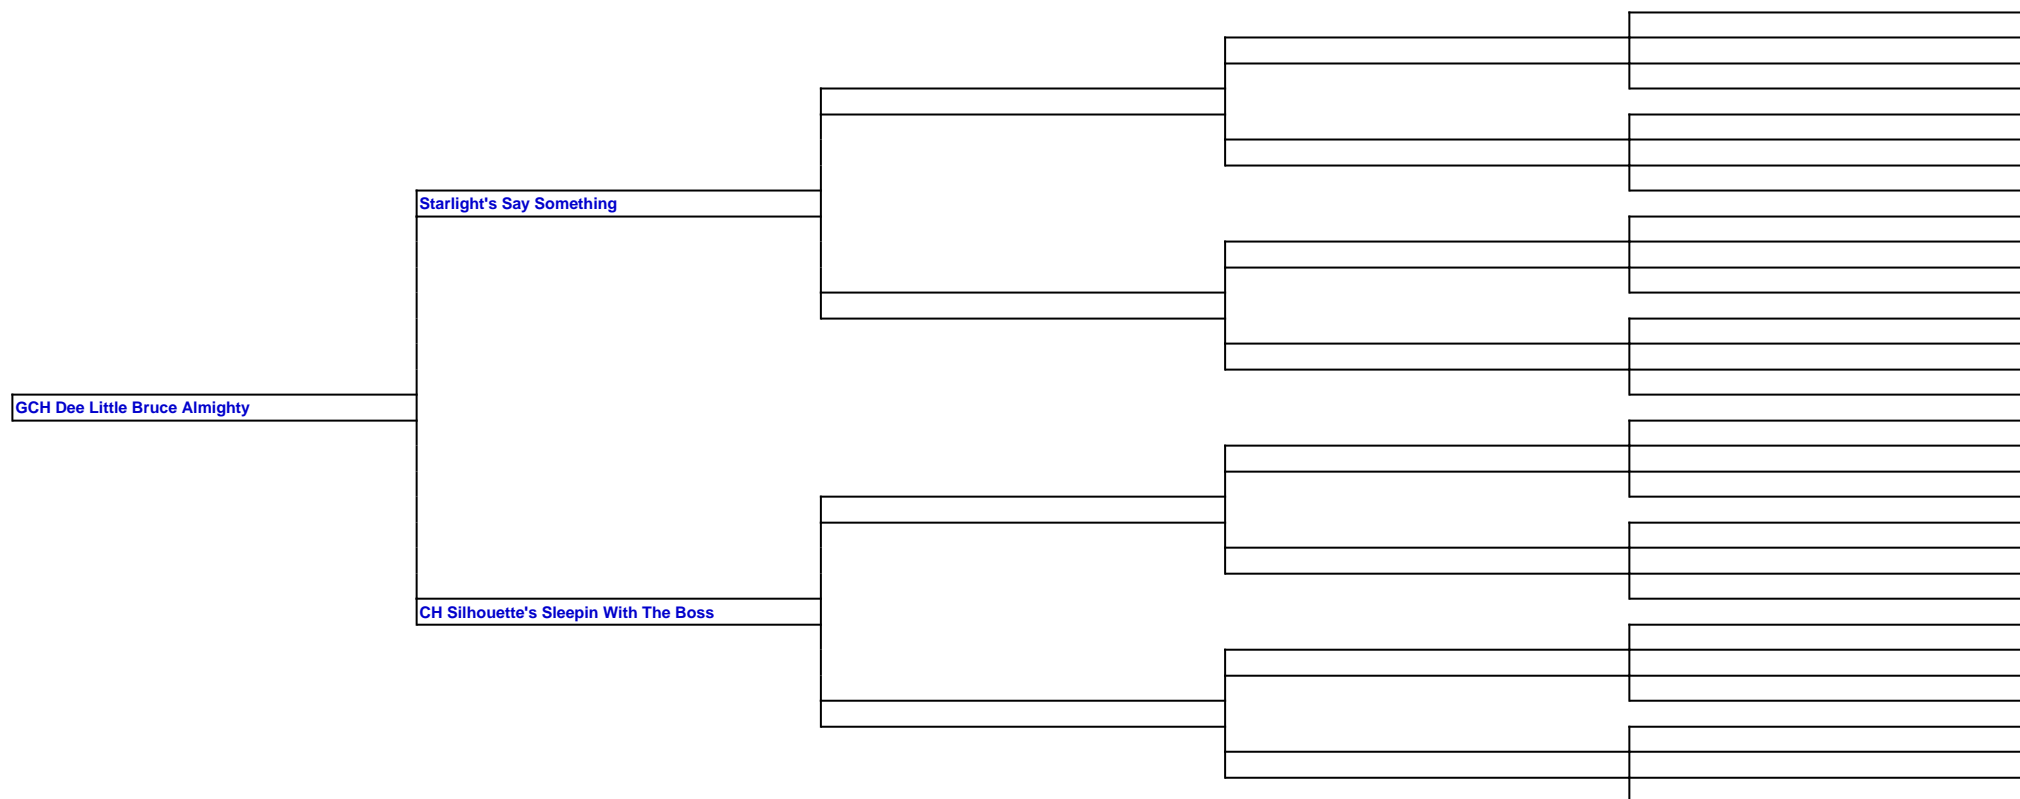 Starlight's Say Something
GCH Dee Little Bruce Almighty
CH Silhouette's Sleepin With The Boss